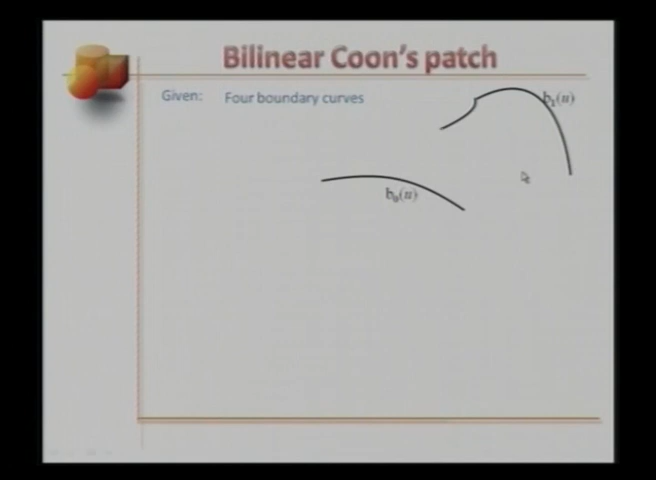 Bilinear Coon's patch
Given: Four boundary curves
b₁(u)
b₀(u)